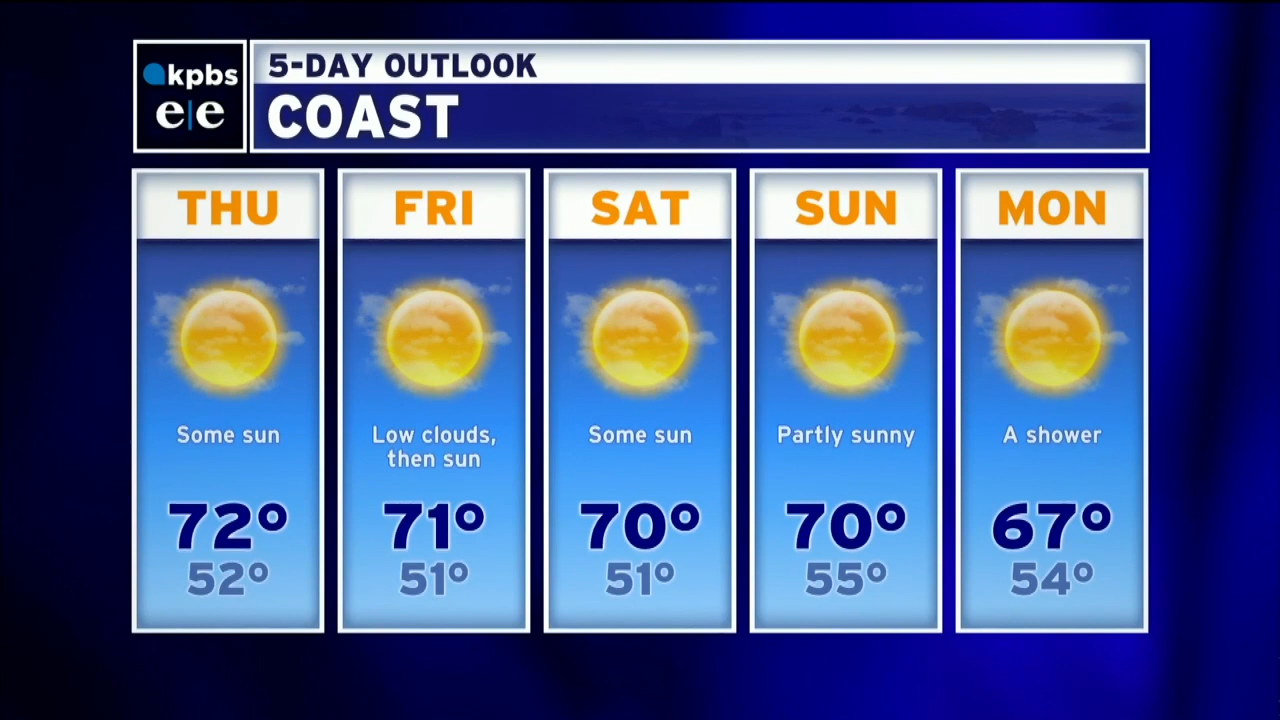 kpbs
e|e
5-DAY OUTLOOK
COAST
THU
FRI
SAT
SUN
MON
Some sun
Low clouds,
then sun
Some sun
Partly sunny
A shower
72°
71°
70°
70°
67°
52°
51°
51°
55°
54°